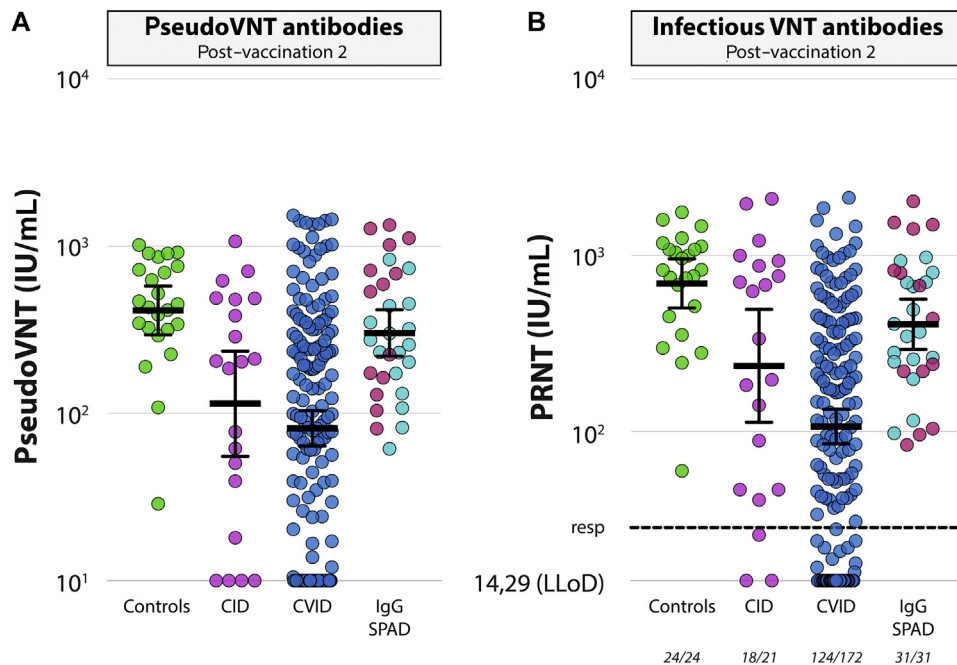 A
PseudoVNT antibodies
Post-vaccination 2
PseudoVNT (IU/mL)
10⁴
10³
10²
10¹
Controls
CID
CVID
IgG
SPAD
B
Infectious VNT antibodies
Post-vaccination 2
PRNT (IU/mL)
10⁴
10³
10²
resp
14,29 (LLoD)
Controls
CID
CVID
IgG
SPAD
24/24
18/21
124/172
31/31